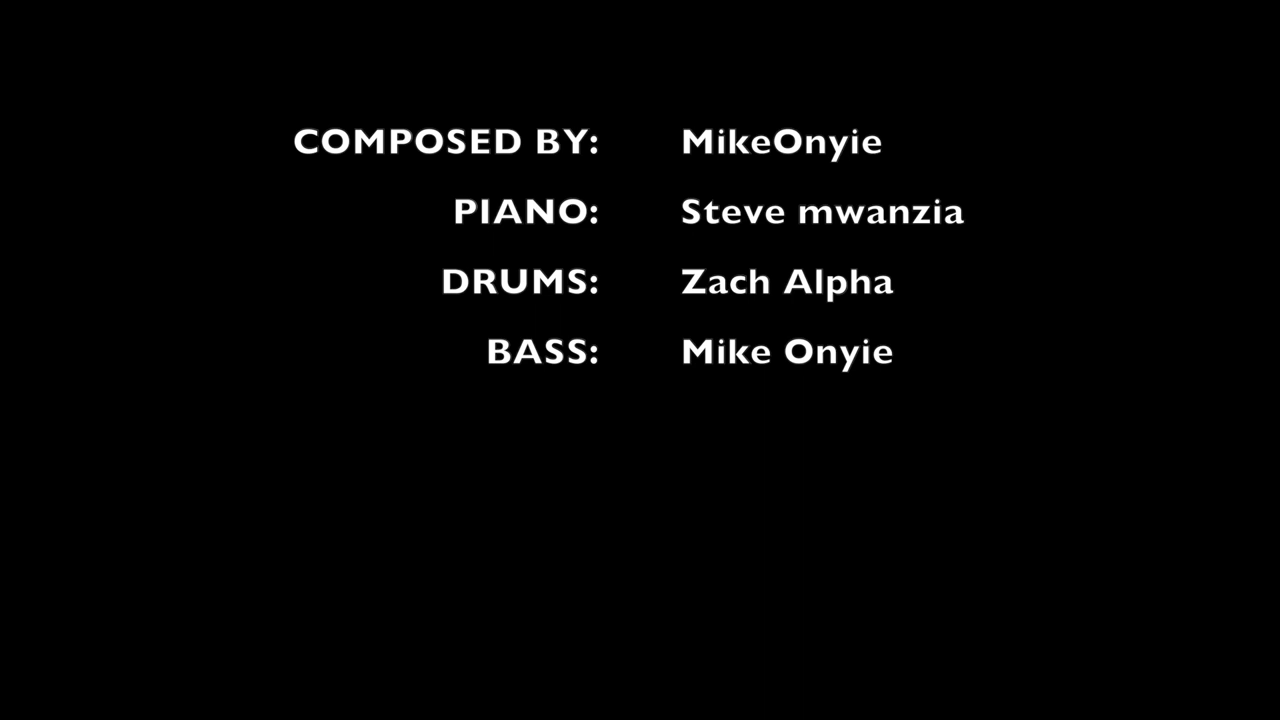 COMPOSED BY: MikeOnyie
PIANO: Steve mwanzia
DRUMS: Zach Alpha
BASS: Mike Onyie